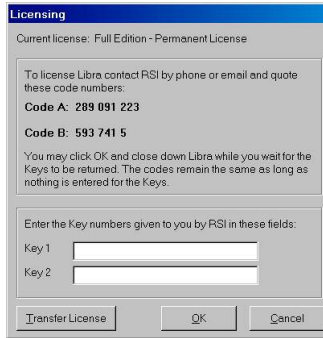 Licensing
Current license: Full Edition - Permanent License
To license Libra contact RSI by phone or email and quote
these code numbers:
Code A: 289 091 223
Code B: 593 741 5
You may click OK and close down Libra while you wait for the
Keys to be returned. The codes remain the same as long as
nothing is entered for the Keys.
Enter the Key numbers given to you by RSI in these fields:
Key 1
Key 2
Transfer License OK Cancel